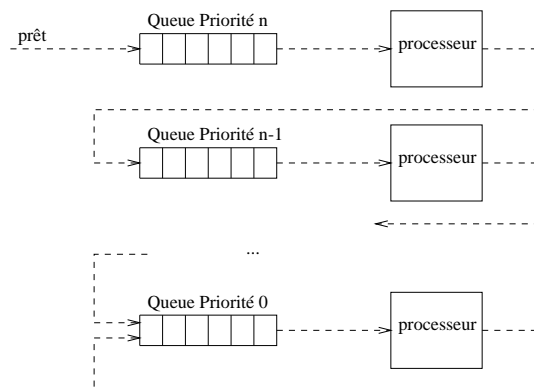 Queue Priorité n
prêt
processeur
Queue Priorité n-1
processeur
...
Queue Priorité 0
processeur